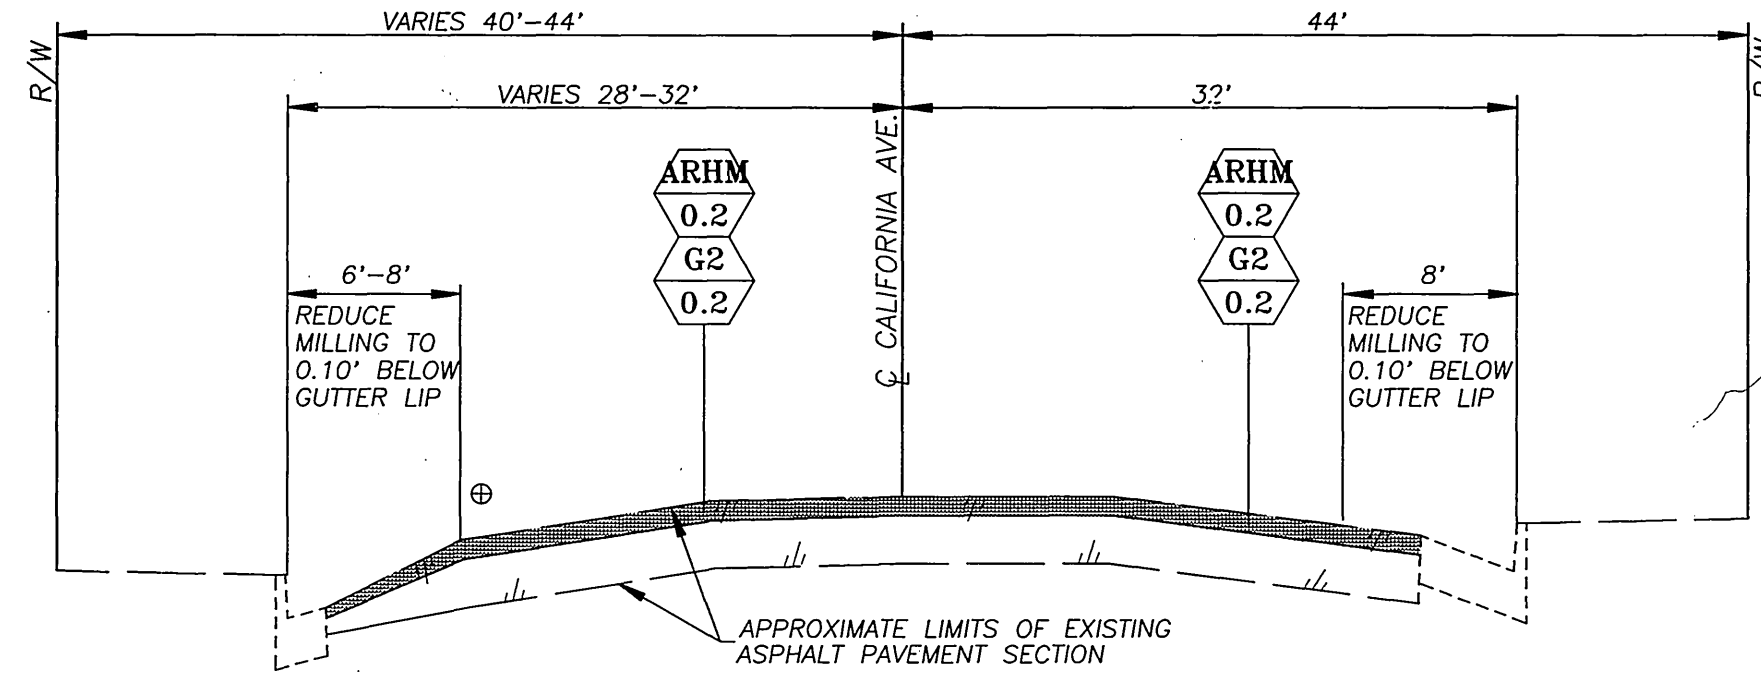 VARIES 40'-44'
44'
R/W
R/W
VARIES 28'-32'
32'
ARHM
0.2
G2
0.2
ARHM
0.2
G2
0.2
℄ CALIFORNIA AVE.
6'-8'
REDUCE
MILLING TO
0.10' BELOW
GUTTER LIP
8'
REDUCE
MILLING TO
0.10' BELOW
GUTTER LIP
APPROXIMATE LIMITS OF EXISTING
ASPHALT PAVEMENT SECTION